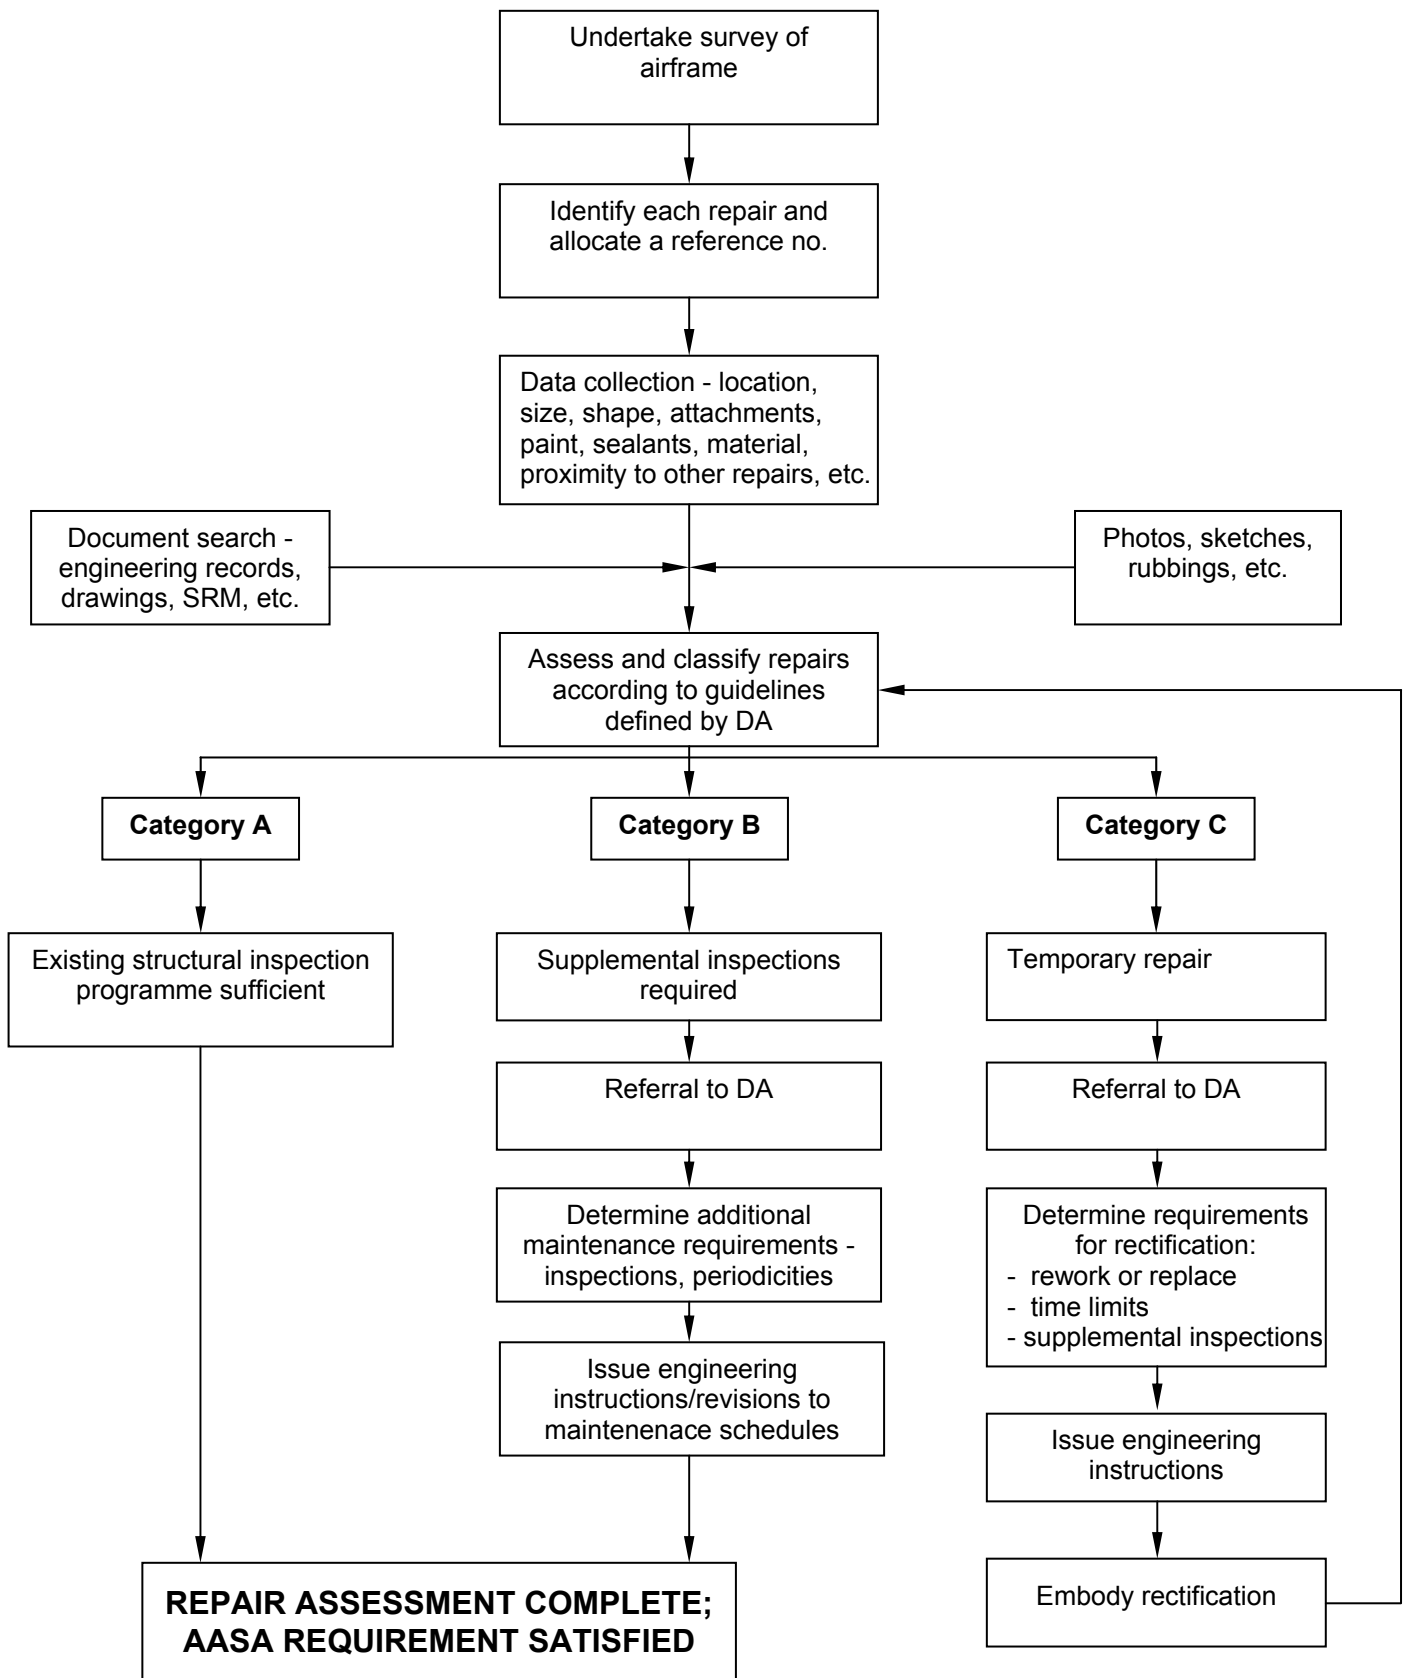 Undertake survey of
airframe
Identify each repair and
allocate a reference no.
Data collection - location,
size, shape, attachments,
paint, sealants, material,
proximity to other repairs, etc.
Document search -
engineering records,
drawings, SRM, etc.
Photos, sketches,
rubbings, etc.
Assess and classify repairs
according to guidelines
defined by DA
Category A
Category B
Category C
Existing structural inspection
programme sufficient
Supplemental inspections
required
Temporary repair
Referral to DA
Referral to DA
Determine additional
maintenance requirements -
inspections, periodicities
Determine requirements
for rectification:
- rework or replace
- time limits
- supplemental inspections
Issue engineering
instructions/revisions to
maintenenace schedules
Issue engineering
instructions
Embody rectification
REPAIR ASSESSMENT COMPLETE;
AASA REQUIREMENT SATISFIED